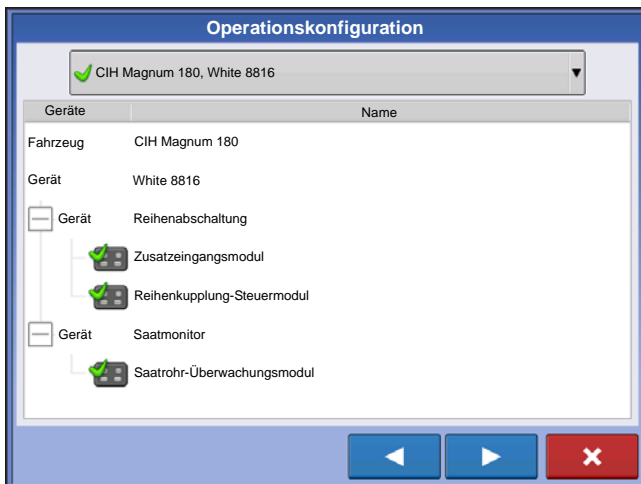 Operationskonfiguration
CIH Magnum 180, White 8816
Geräte Name
Fahrzeug CIH Magnum 180
Gerät White 8816
Gerät Reihenabschaltung
Zusatzeingangsmodul
Reihenkupplung-Steuermodul
Gerät Saatmonitor
Saatrohr-Überwachungsmodul